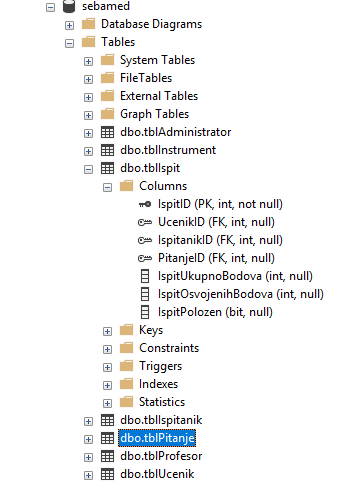 sebamed
Database Diagrams
Tables
System Tables
FileTables
External Tables
Graph Tables
dbo.tblAdministrator
dbo.tblInstrument
dbo.tblIspit
Columns
IspitID (PK, int, not null)
UcenikID (FK, int, null)
IspitanikID (FK, int, null)
PitanjeID (FK, int, null)
IspitUkupnoBodova (int, null)
IspitOsvojenihBodova (int, null)
IspitPolozen (bit, null)
Keys
Constraints
Triggers
Indexes
Statistics
dbo.tblIspitanik
dbo.tblPitanje
dbo.tblProfesor
dbo.tblUcenik